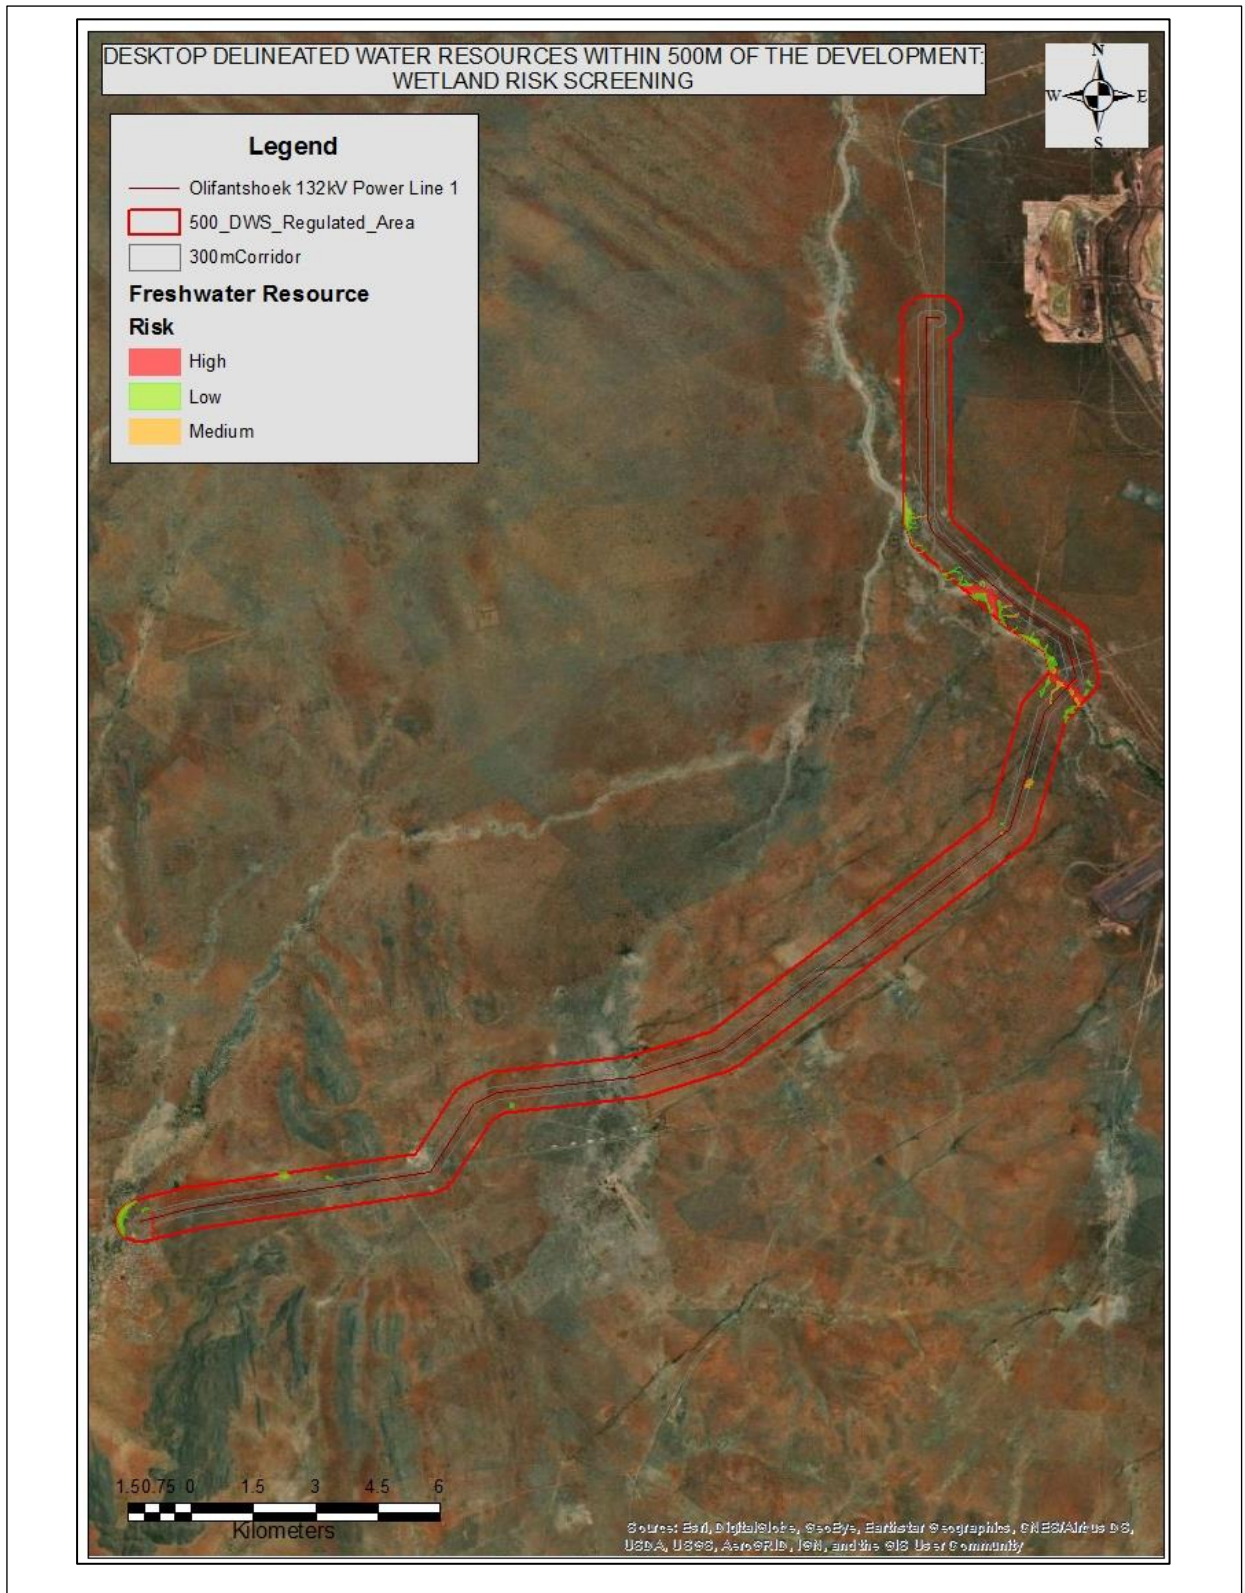 DESKTOP DELINEATED WATER RESOURCES WITHIN 500M OF THE DEVELOPMENT:
WETLAND RISK SCREENING
N
W E
S
Legend
Olifantshoek 132kV Power Line 1
500_DWS_Regulated_Area
300mCorridor
Freshwater Resource
Risk
High
Low
Medium
1.50.75 0 1.5 3 4.5 6
Kilometers
Source: Esri, DigitalGlobe, GeoEye, Earthstar Geographics, CNES/Airbus DS,
USDA, USGS, AeroGRID, IGN, and the GIS User Community